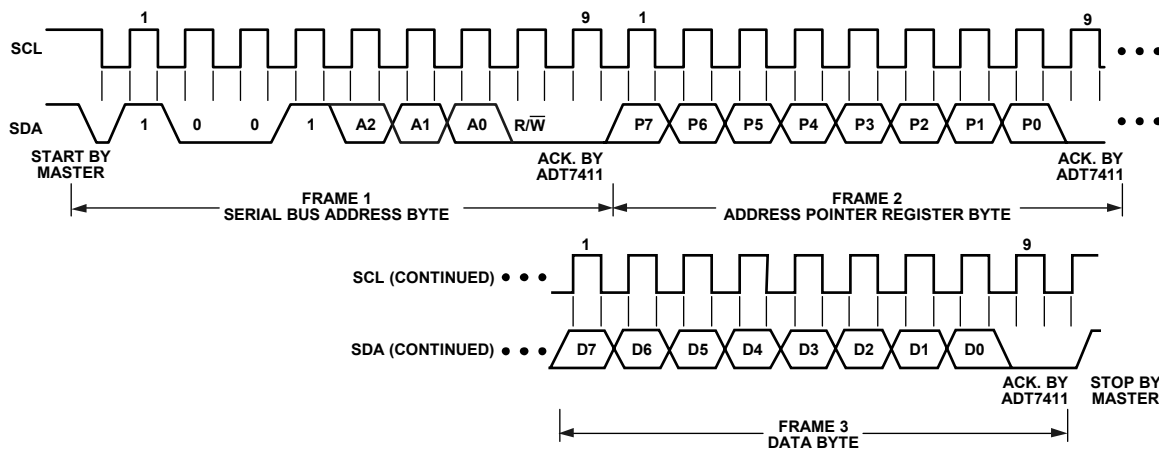 1 9 1 9
SCL
SDA
1 0 0 1 A2 A1 A0 R/W̅ P7 P6 P5 P4 P3 P2 P1 P0
START BY
MASTER
ACK. BY
ADT7411
ACK. BY
ADT7411
FRAME 1
SERIAL BUS ADDRESS BYTE
FRAME 2
ADDRESS POINTER REGISTER BYTE
1 9
SCL (CONTINUED)
SDA (CONTINUED)
D7 D6 D5 D4 D3 D2 D1 D0
ACK. BY
ADT7411
STOP BY
MASTER
FRAME 3
DATA BYTE